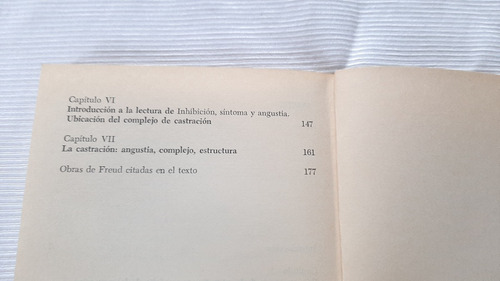 Capítulo VI
Introducción a la lectura de Inhibición, síntoma y angustia.
Ubicación del complejo de castración 147
Capítulo VII
La castración: angustia, complejo, estructura 161
Obras de Freud citadas en el texto 177